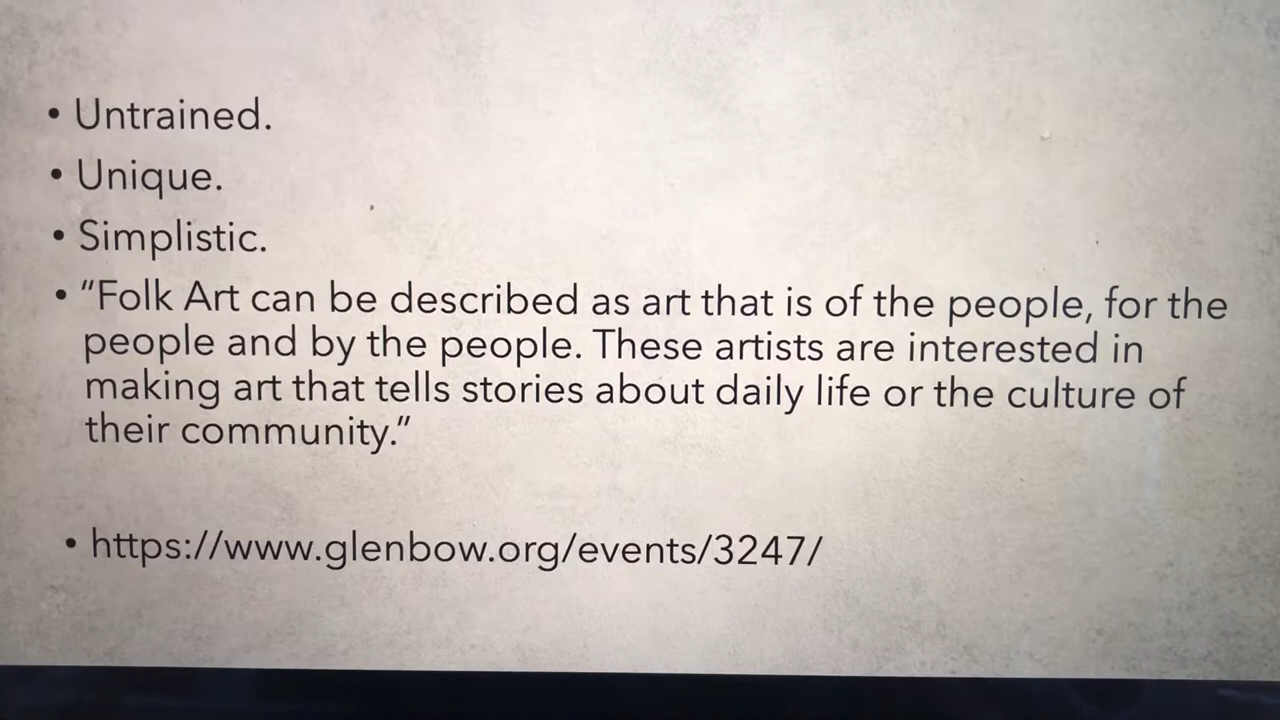 • Untrained.
• Unique.
• Simplistic.
• “Folk Art can be described as art that is of the people, for the
people and by the people. These artists are interested in
making art that tells stories about daily life or the culture of
their community.”
• https://www.glenbow.org/events/3247/